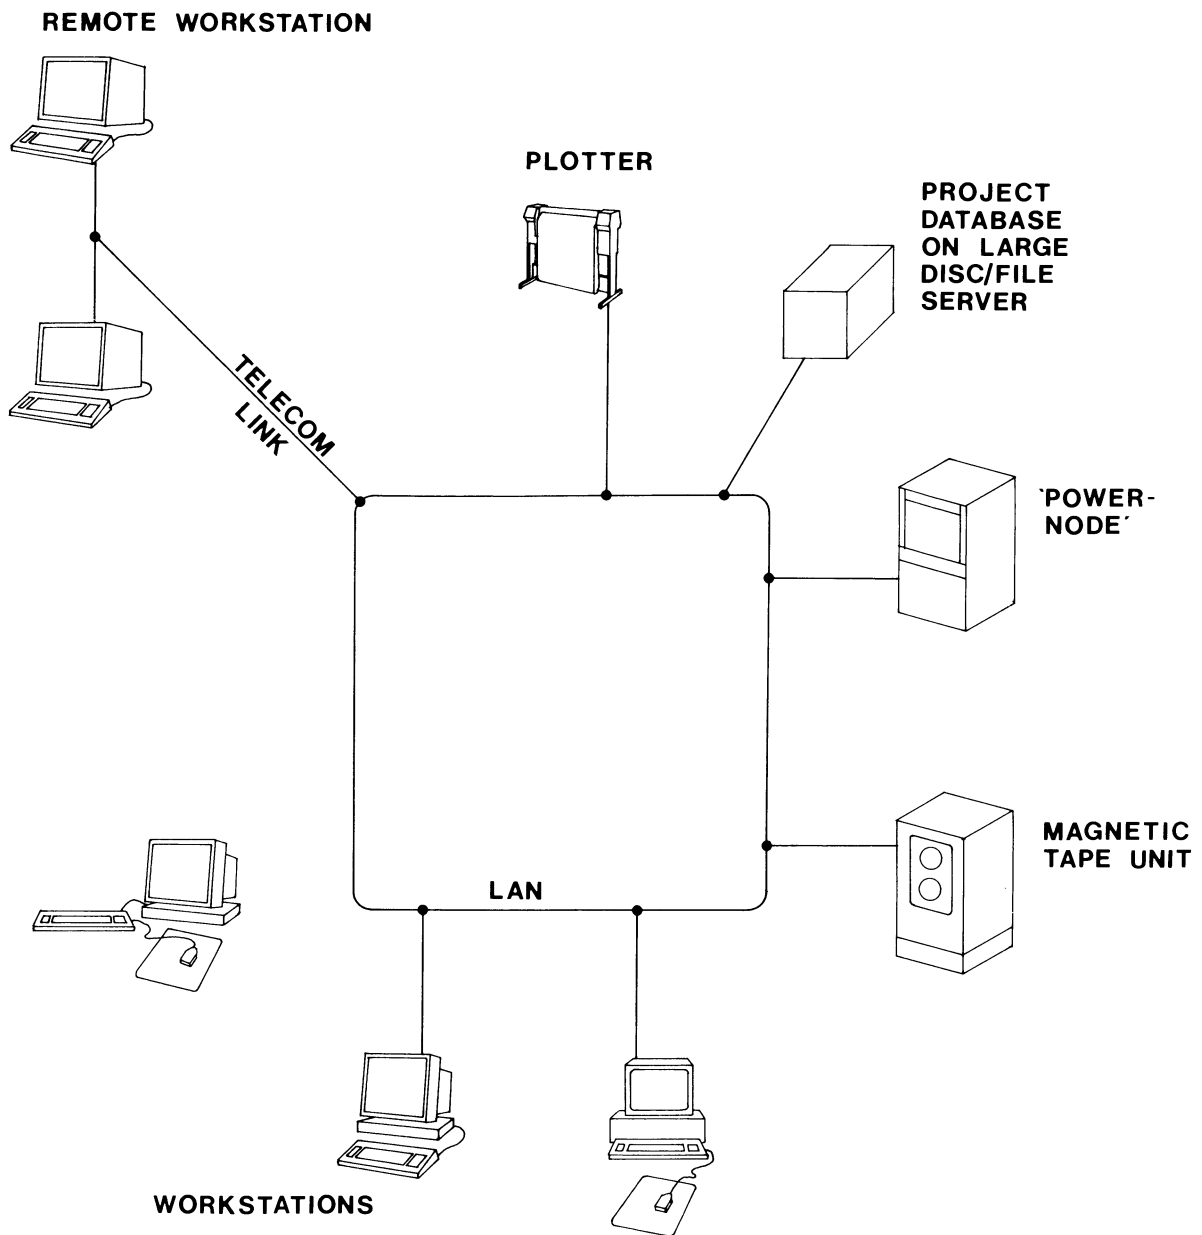 REMOTE WORKSTATION
PLOTTER
PROJECT
DATABASE
ON LARGE
DISC/FILE
SERVER
TELECOM
LINK
'POWER-
NODE'
MAGNETIC
TAPE UNIT
LAN
WORKSTATIONS